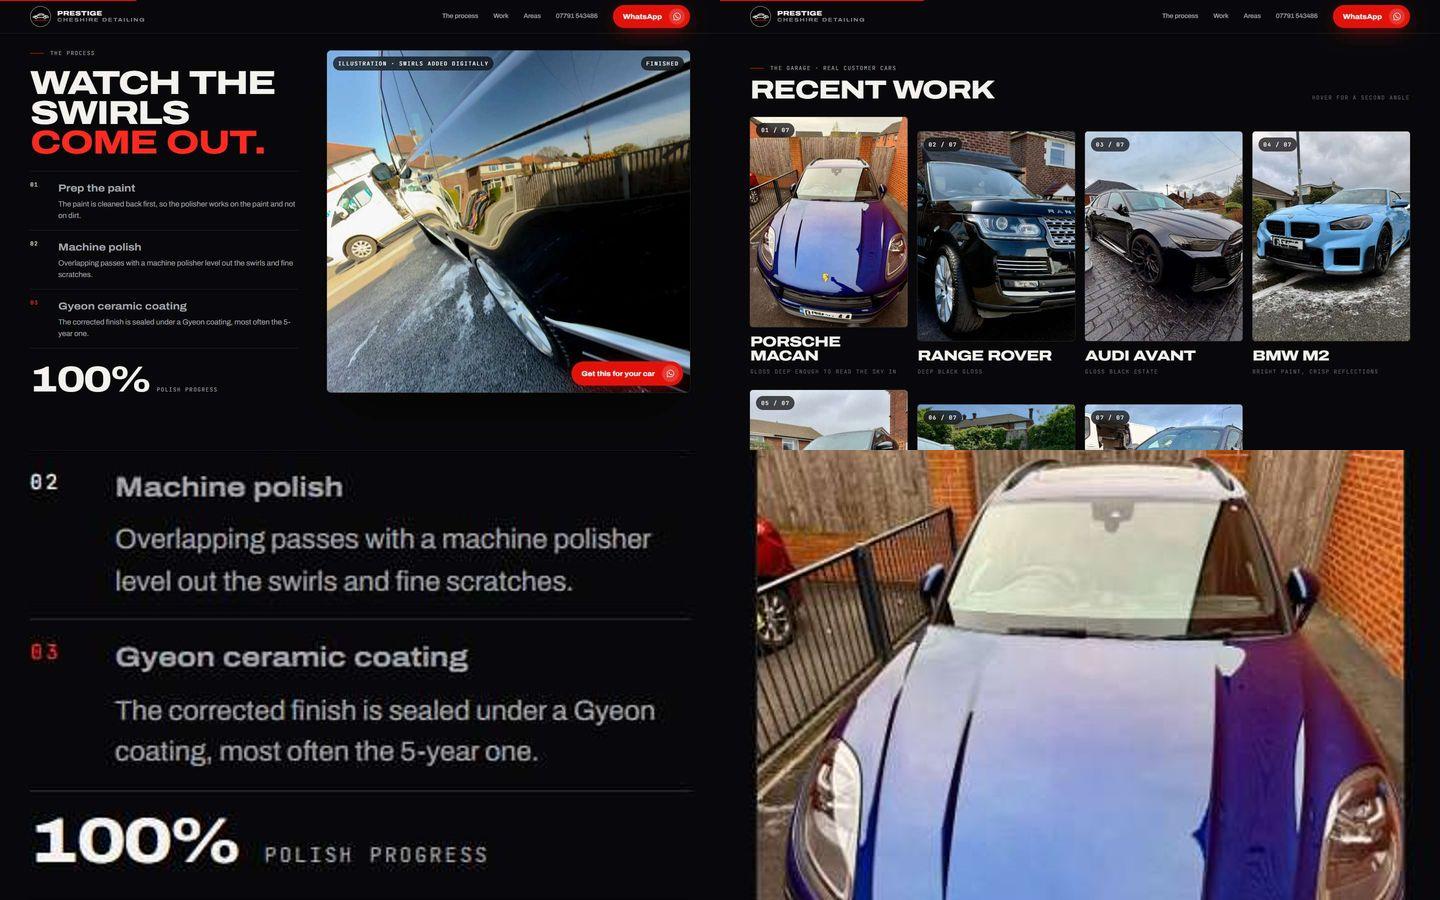 PRESTIGE
CHESHIRE DETAILING
The process
Work
Areas
07791 543486
WhatsApp
THE PROCESS
WATCH THE
SWIRLS
COME OUT.
01
Prep the paint
The paint is cleaned back first, so the polisher works on the paint and not
on dirt.
02
Machine polish
Overlapping passes with a machine polisher level out the swirls and fine
scratches.
03
Gyeon ceramic coating
The corrected finish is sealed under a Gyeon coating, most often the 5-
year one.
100% POLISH PROGRESS
ILLUSTRATION · SWIRLS ADDED DIGITALLY
FINISHED
Get this for your car
PRESTIGE
CHESHIRE DETAILING
The process
Work
Areas
07791 543486
WhatsApp
THE GARAGE · REAL CUSTOMER CARS
RECENT WORK
HOVER FOR A SECOND ANGLE
01 / 07
02 / 07
03 / 07
04 / 07
PORSCHE
MACAN
GLOSS DEEP ENOUGH TO READ THE SKY IN
RANGE ROVER
DEEP BLACK GLOSS
AUDI AVANT
GLOSS BLACK ESTATE
BMW M2
BRIGHT PAINT, CRISP REFLECTIONS
05 / 07
06 / 07
07 / 07
02
Machine polish
Overlapping passes with a machine polisher
level out the swirls and fine scratches.
03
Gyeon ceramic coating
The corrected finish is sealed under a Gyeon
coating, most often the 5-year one.
100% POLISH PROGRESS